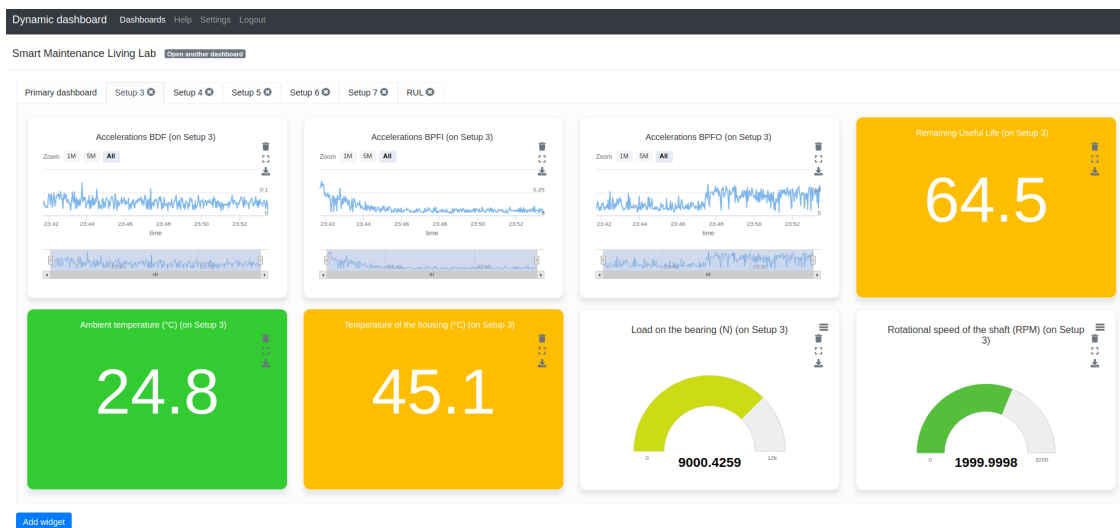 Dynamic dashboard Dashboards Help Settings Logout
Smart Maintenance Living Lab Open another dashboard
Primary dashboard Setup 3 Setup 4 Setup 5 Setup 6 Setup 7 RUL
Accelerations BDF (on Setup 3)
Zoom 1M 5M All
0.1
0
23:42 23:44 23:46 23:48 23:50 23:52
time
Accelerations BPFI (on Setup 3)
Zoom 1M 5M All
0.25
23:42 23:44 23:46 23:48 23:50 23:52
time
Accelerations BPFO (on Setup 3)
Zoom 1M 5M All
0
23:42 23:44 23:46 23:48 23:50 23:52
time
Remaining Useful Life (on Setup 3)
64.5
Ambient temperature (°C) (on Setup 3)
24.8
Temperature of the housing (°C) (on Setup 3)
45.1
Load on the bearing (N) (on Setup 3)
0 9000.4259 12k
Rotational speed of the shaft (RPM) (on Setup
3)
0 1999.9998 3200
Add widget